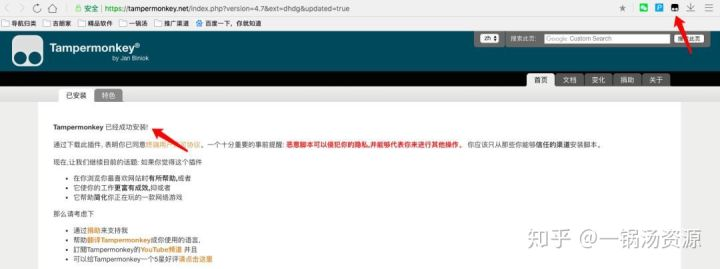 安全 https://tampermonkey.net/index.php?version=4.7&ext=dhdg&updated=true
导航归类 吉丽家 精品软件 一锅汤 推广渠道 百度一下，你就知道
Tampermonkey®
by Jan Biniok
zh
搜索此页: Google Custom Search
首页 文档 变化 捐助 关于
已安装 特色
Tampermonkey 已经成功安装!
通过下载此插件, 表明你已同意终端用户 协议。一个十分重要的事前提醒: 恶意脚本可以侵犯你的隐私,并能够代表你来进行其他操作。 你应该只从那些你能够信任的渠道安装脚本。
现在,让我们继续目前的话题: 如果你觉得这个插件
在你浏览你最喜欢网站时有所帮助,或者
它使你的工作更富有成效,抑或者
它帮助简化你正在玩的一款网络游戏
那么请考虑下
通过捐助来支持我
帮助翻译Tampermonkey成你使用的语言,
訂閱Tampermonkey的YouTube頻道 并且
可以给Tampermonkey一个5星好评请点击这里
知乎 @一锅汤资源